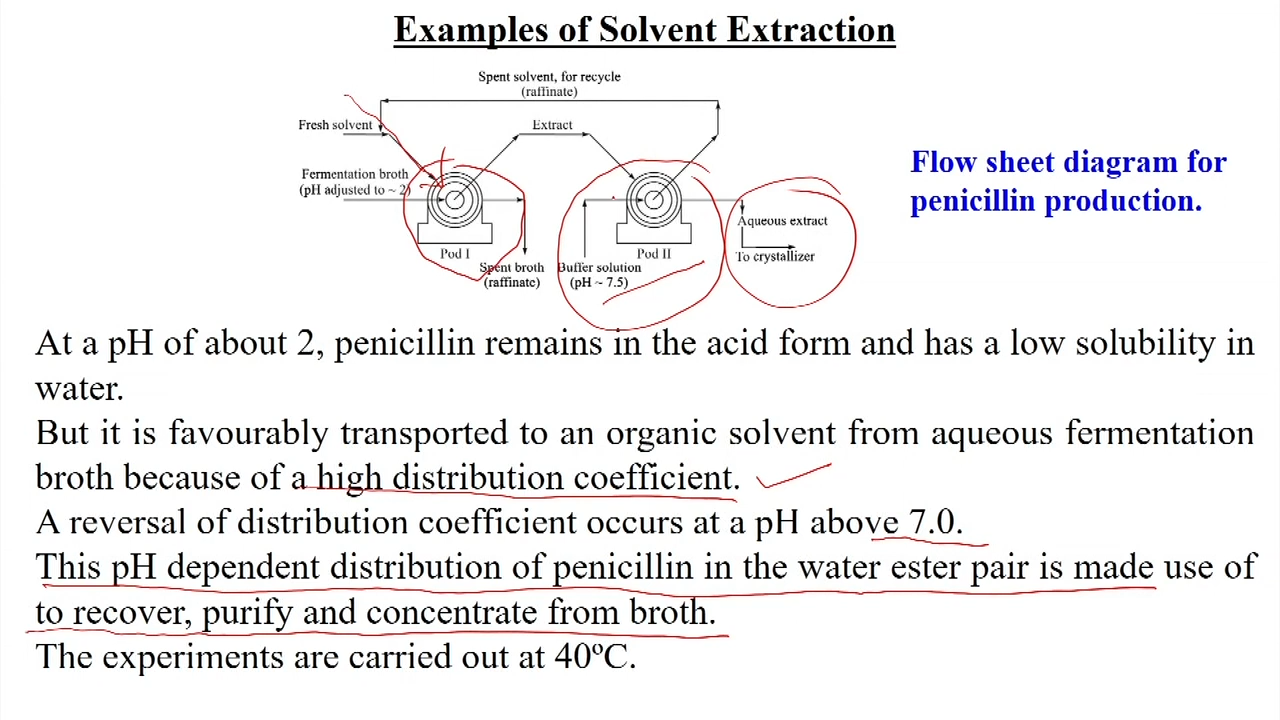 Examples of Solvent Extraction
Spent solvent, for recycle
(raffinate)
Fresh solvent
Extract
Fermentation broth
(pH adjusted to ~ 2)
Pod I
Spent broth
(raffinate)
Buffer solution
(pH ~ 7.5)
Pod II
Aqueous extract
To crystallizer
Flow sheet diagram for
penicillin production.
At a pH of about 2, penicillin remains in the acid form and has a low solubility in
water.
But it is favourably transported to an organic solvent from aqueous fermentation
broth because of a high distribution coefficient.
A reversal of distribution coefficient occurs at a pH above 7.0.
This pH dependent distribution of penicillin in the water ester pair is made use of
to recover, purify and concentrate from broth.
The experiments are carried out at 40ºC.